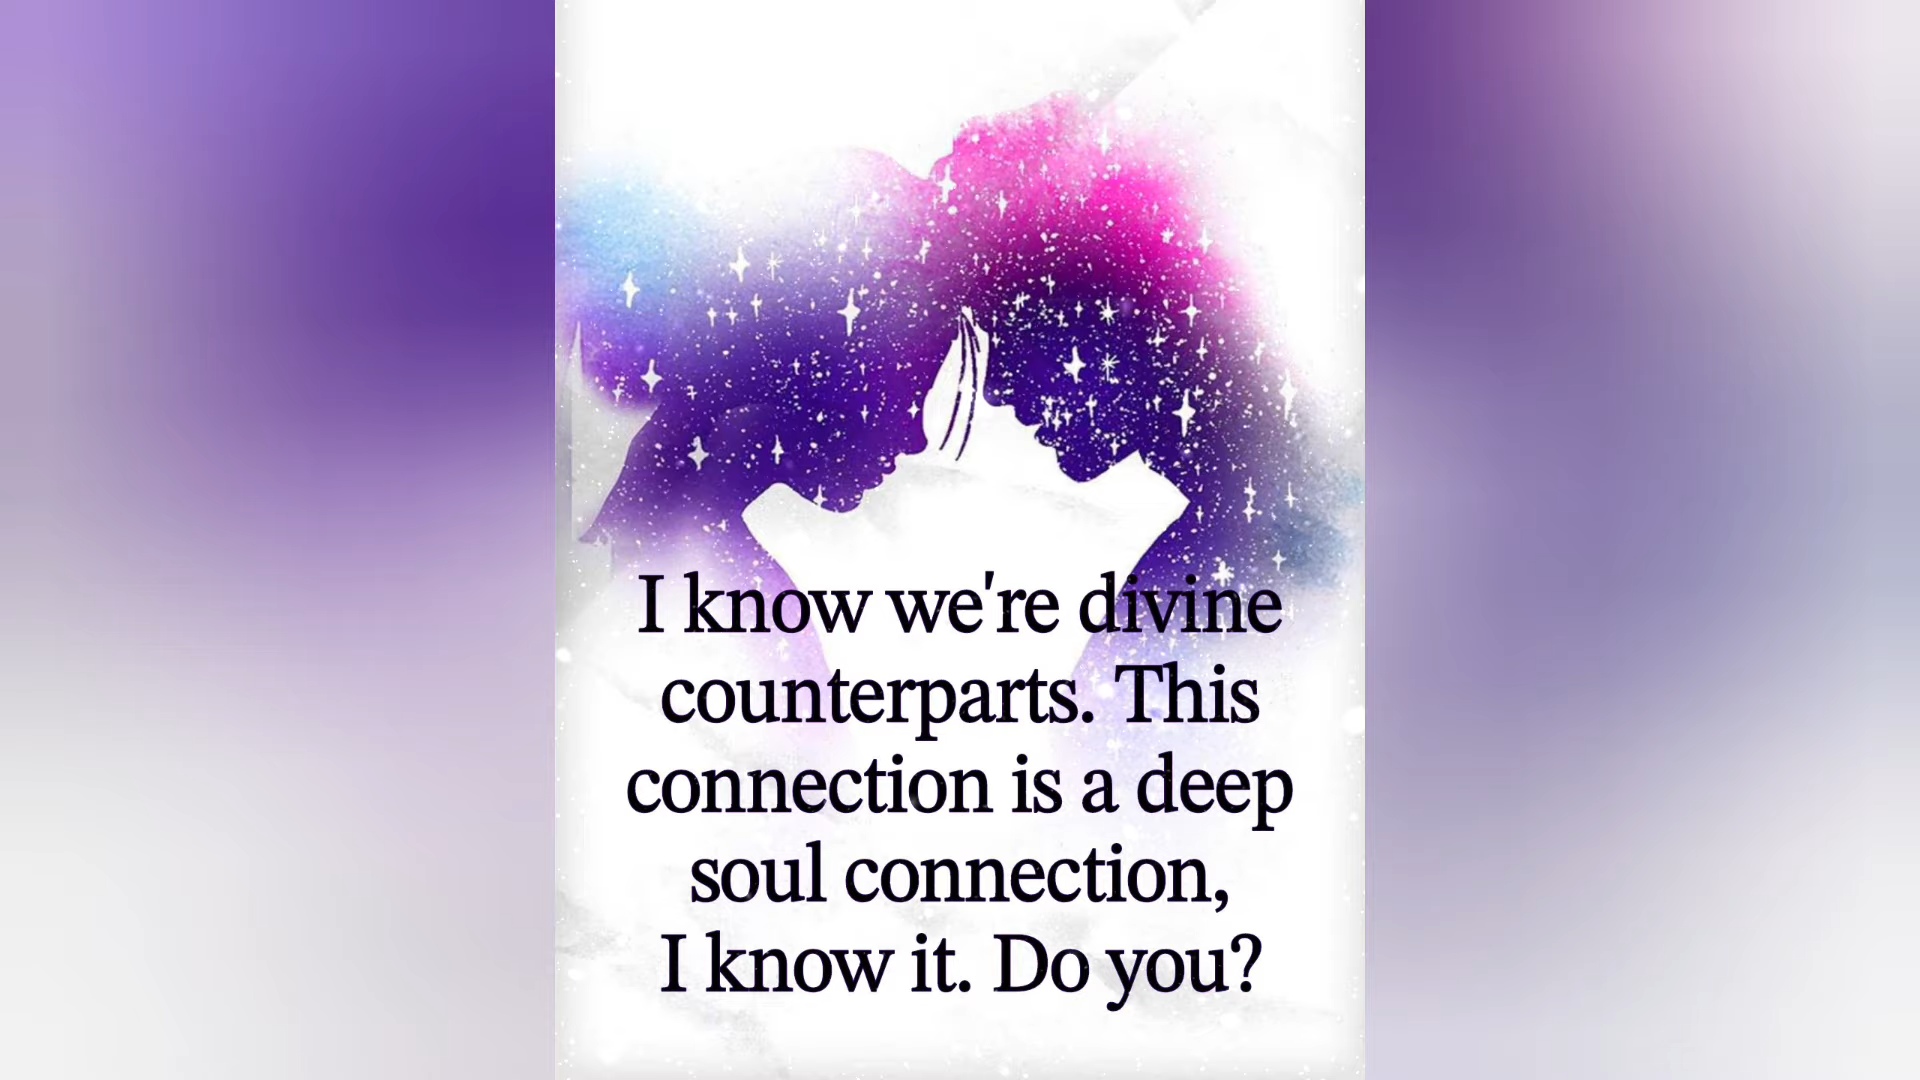 I know we're divine
counterparts. This
connection is a deep
soul connection,
I know it. Do you?